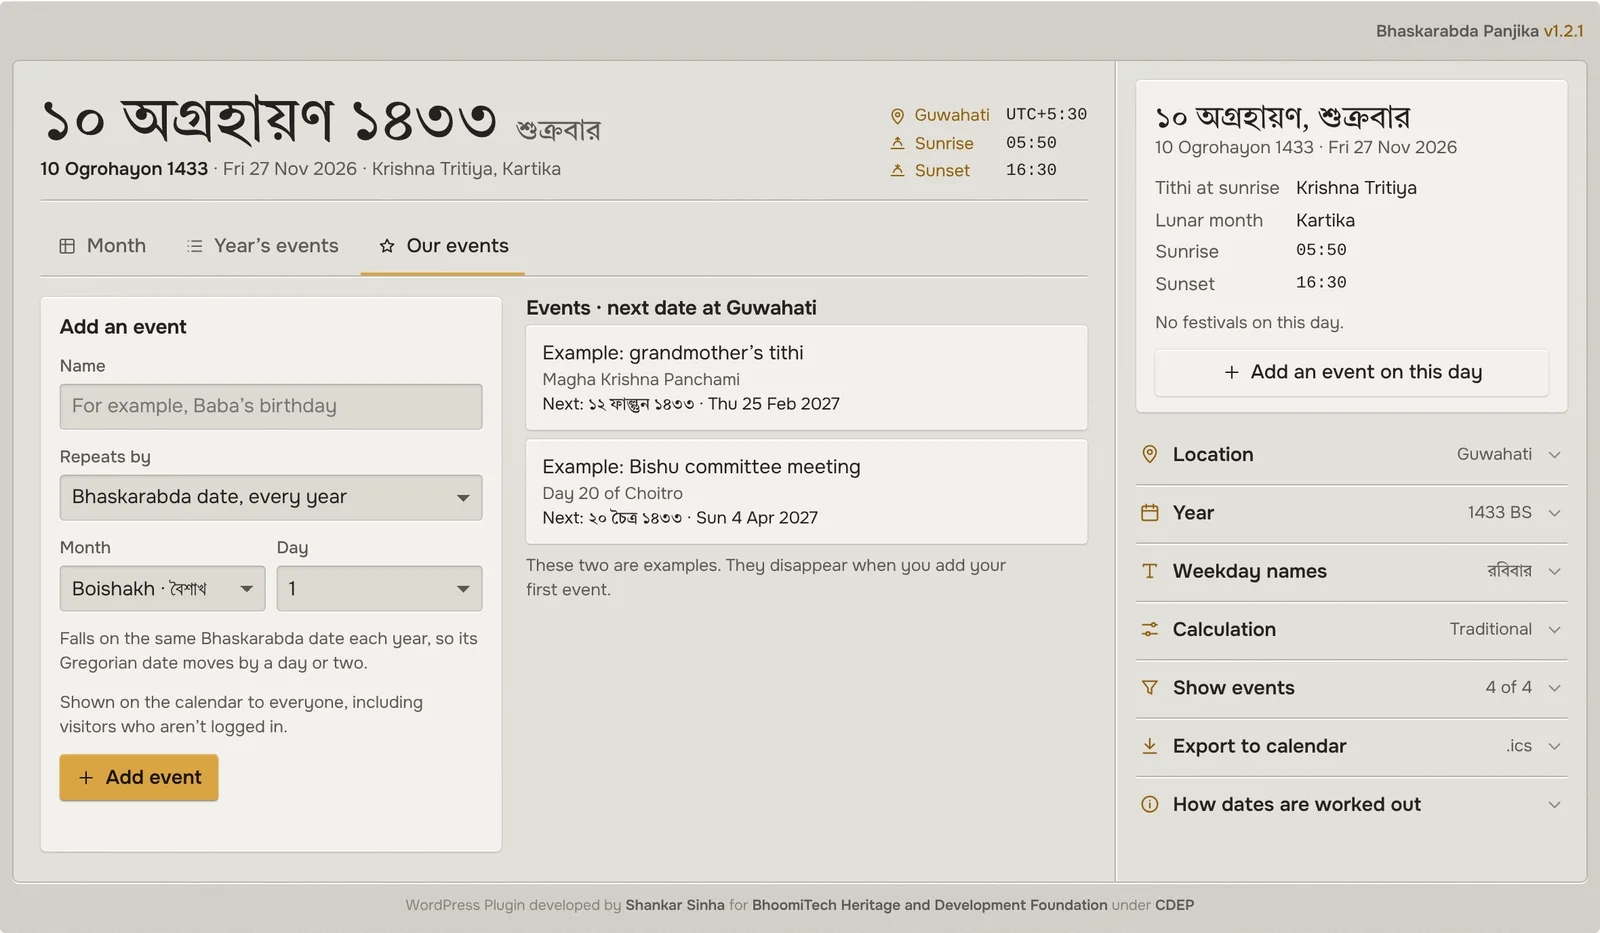 Bhaskarabda Panjika v1.2.1
১০ অগ্রহায়ণ ১৪৩৩ শুক্রবার
10 Ogrohayon 1433 · Fri 27 Nov 2026 · Krishna Tritiya, Kartika
Guwahati UTC+5:30
Sunrise 05:50
Sunset 16:30
Month
Year’s events
Our events
Add an event
Name
For example, Baba’s birthday
Repeats by
Bhaskarabda date, every year
Month Day
Boishakh · বৈশাখ 1
Falls on the same Bhaskarabda date each year, so its
Gregorian date moves by a day or two.
Shown on the calendar to everyone, including
visitors who aren’t logged in.
+ Add event
Events · next date at Guwahati
Example: grandmother’s tithi
Magha Krishna Panchami
Next: ১২ ফাল্গুন ১৪৩৩ · Thu 25 Feb 2027
Example: Bishu committee meeting
Day 20 of Choitro
Next: ২০ চৈত্র ১৪৩৩ · Sun 4 Apr 2027
These two are examples. They disappear when you add your
first event.
১০ অগ্রহায়ণ, শুক্রবার
10 Ogrohayon 1433 · Fri 27 Nov 2026
Tithi at sunrise Krishna Tritiya
Lunar month Kartika
Sunrise 05:50
Sunset 16:30
No festivals on this day.
+ Add an event on this day
Location Guwahati
Year 1433 BS
Weekday names রবিবার
Calculation Traditional
Show events 4 of 4
Export to calendar .ics
How dates are worked out
WordPress Plugin developed by Shankar Sinha for BhoomiTech Heritage and Development Foundation under CDEP